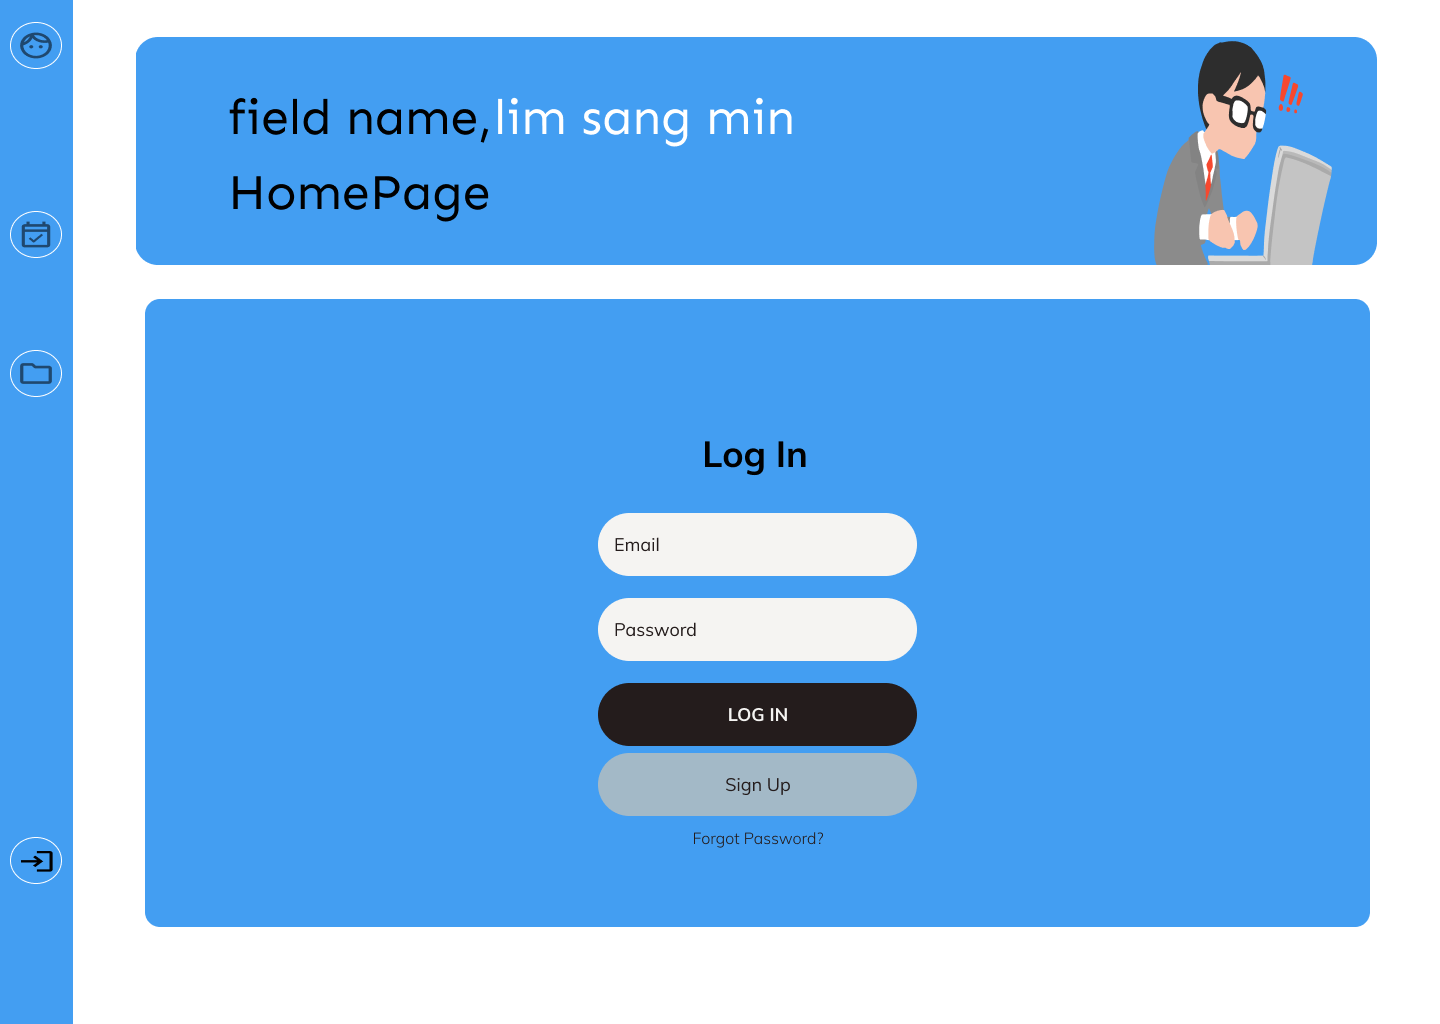 field name, lim sang min
HomePage
Log In
Email
Password
LOG IN
Sign Up
Forgot Password?